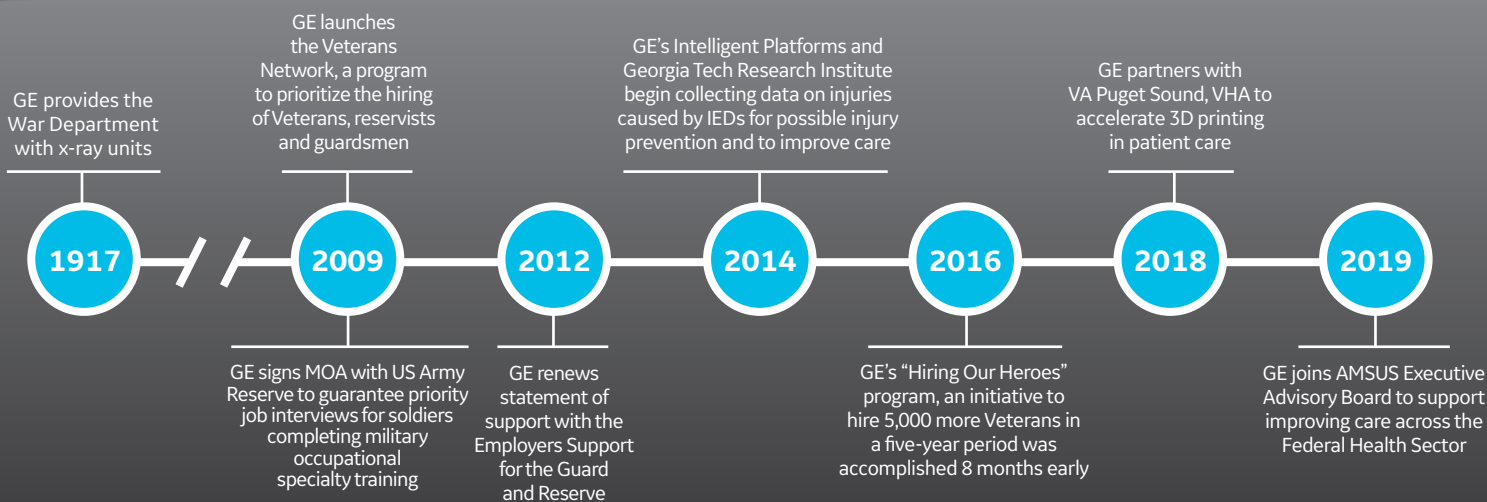 GE provides the
War Department
with x-ray units
1917
GE launches
the Veterans
Network, a program
to prioritize the hiring
of Veterans, reservists
and guardsmen
2009
GE signs MOA with US Army
Reserve to guarantee priority
job interviews for soldiers
completing military
occupational
specialty training
2012
GE renews
statement of
support with the
Employers Support
for the Guard
and Reserve
GE’s Intelligent Platforms and
Georgia Tech Research Institute
begin collecting data on injuries
caused by IEDs for possible injury
prevention and to improve care
2014
2016
GE’s “Hiring Our Heroes”
program, an initiative to
hire 5,000 more Veterans in
a five-year period was
accomplished 8 months early
GE partners with
VA Puget Sound, VHA to
accelerate 3D printing
in patient care
2018
2019
GE joins AMSUS Executive
Advisory Board to support
improving care across the
Federal Health Sector